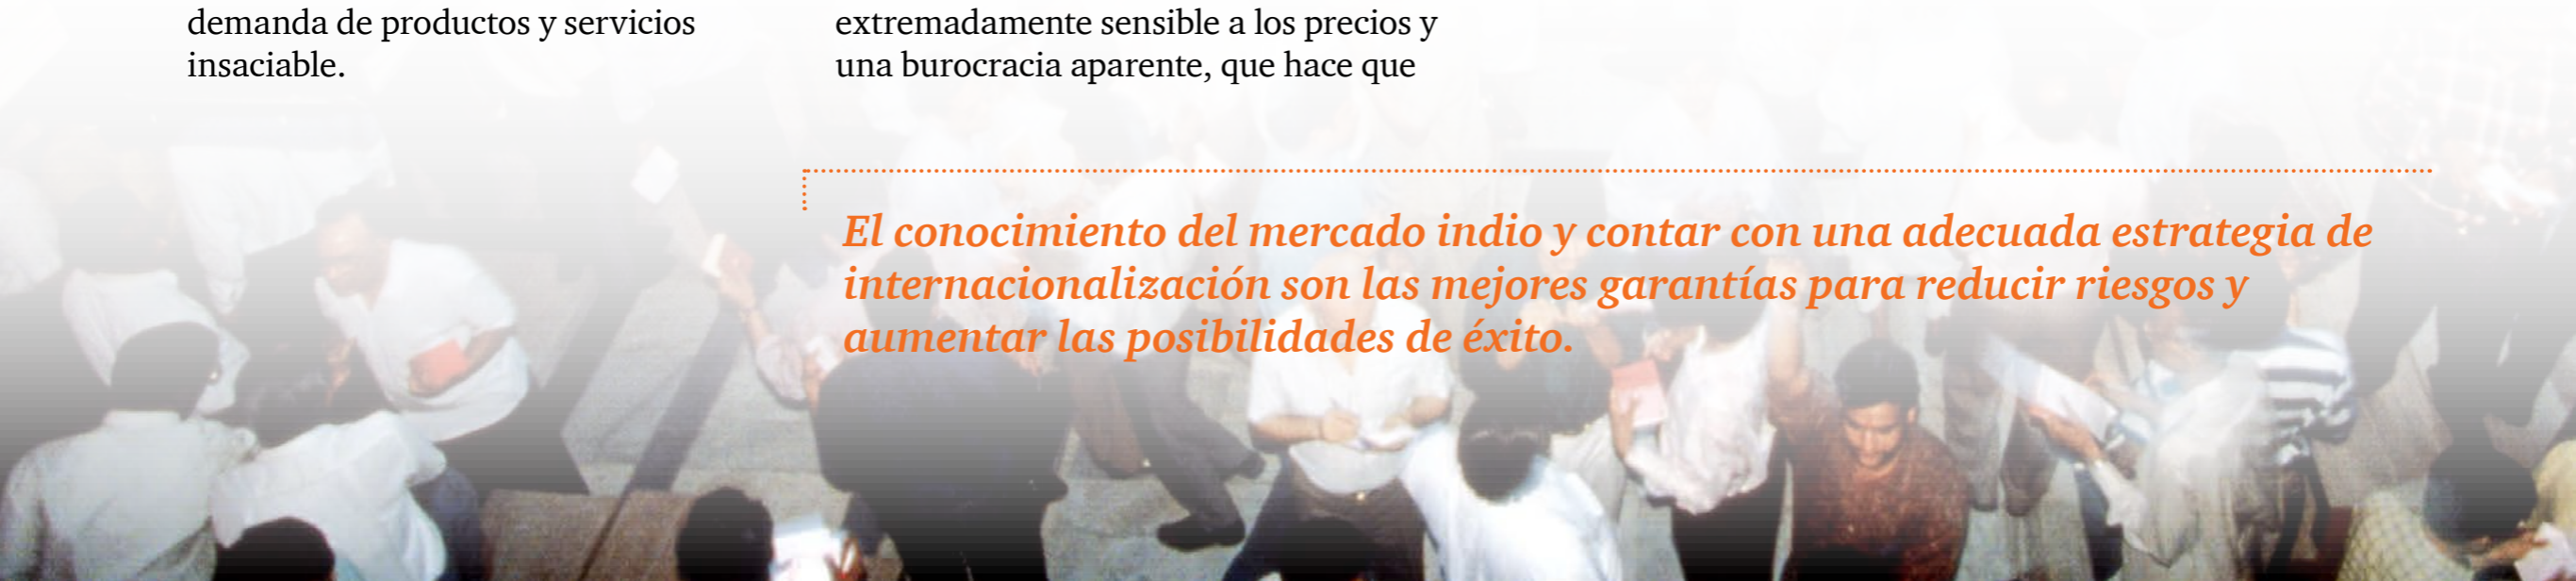 demanda de productos y servicios
insaciable.
extremadamente sensible a los precios y
una burocracia aparente, que hace que
El conocimiento del mercado indio y contar con una adecuada estrategia de
internacionalización son las mejores garantías para reducir riesgos y
aumentar las posibilidades de éxito.